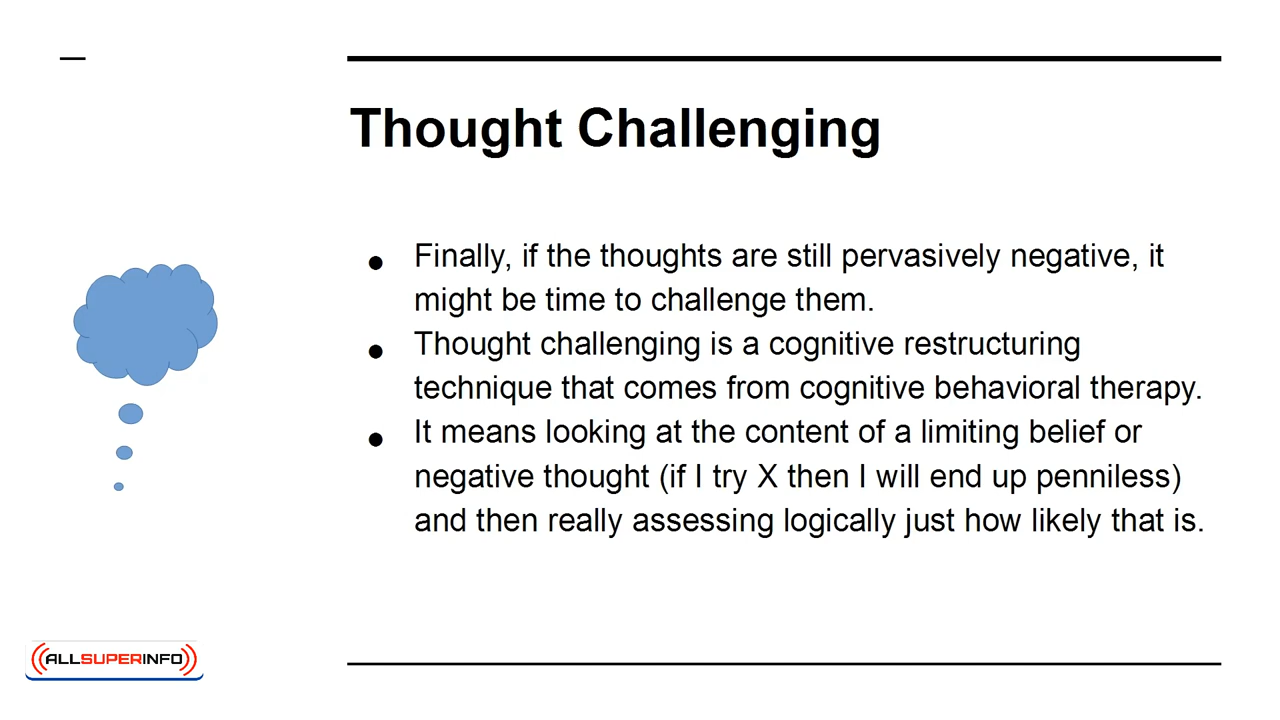 Thought Challenging
● Finally, if the thoughts are still pervasively negative, it
might be time to challenge them.
● Thought challenging is a cognitive restructuring
technique that comes from cognitive behavioral therapy.
● It means looking at the content of a limiting belief or
negative thought (if I try X then I will end up penniless)
and then really assessing logically just how likely that is.
ALLSUPERINFO